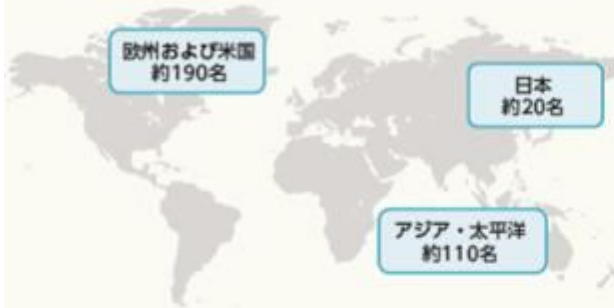 欧州および米国
約190名
日本
約20名
アジア・太平洋
約110名